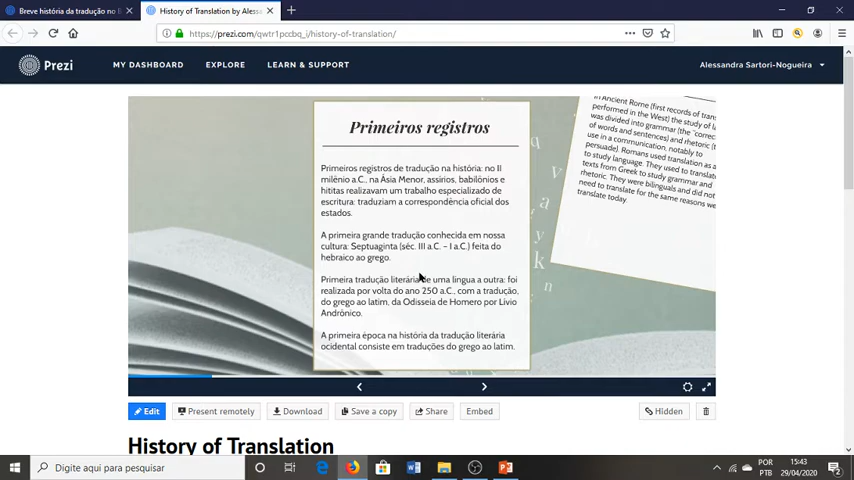 Breve história da tradução no
History of Translation by Aless
https://prezi.com/qwtr1pccbq_i/history-of-translation/
Prezi
MY DASHBOARD
EXPLORE
LEARN & SUPPORT
Alessandra Sartori-Nogueira
Primeiros registros
Primeiros registros de tradução na história: no II
milênio a.C., na Ásia Menor, assírios, babilônios e
hititas realizavam um trabalho especializado de
escritura: traduziam a correspondência oficial dos
estados.
A primeira grande tradução conhecida em nossa
cultura: Septuaginta (séc. III a.C. - I a.C.) feita do
hebraico ao grego.
Primeira tradução literária de uma língua a outra: foi
realizada por volta do ano 250 a.C., com a tradução,
do grego ao latim, da Odisseia de Homero por Lívio
Andrônico.
A primeira época na história da tradução literária
ocidental consiste em traduções do grego ao latim.
In Ancient Rome (first records of tran
performed in the West) the study of la
was divided into grammar (the "correc
of words and sentences) and rhetoric (
use in a communication, notably to
persuade). Romans used translation as a
to study language. They used to translate
texts from Greek to study grammar and
rhetoric. They were bilinguals and did not
need to translate for the same reasons we
translate today.
q
v
a
y
k
Edit
Present remotely
Download
Save a copy
Share
Embed
Hidden
History of Translation
Digite aqui para pesquisar
POR
PTB
15:43
29/04/2020
2